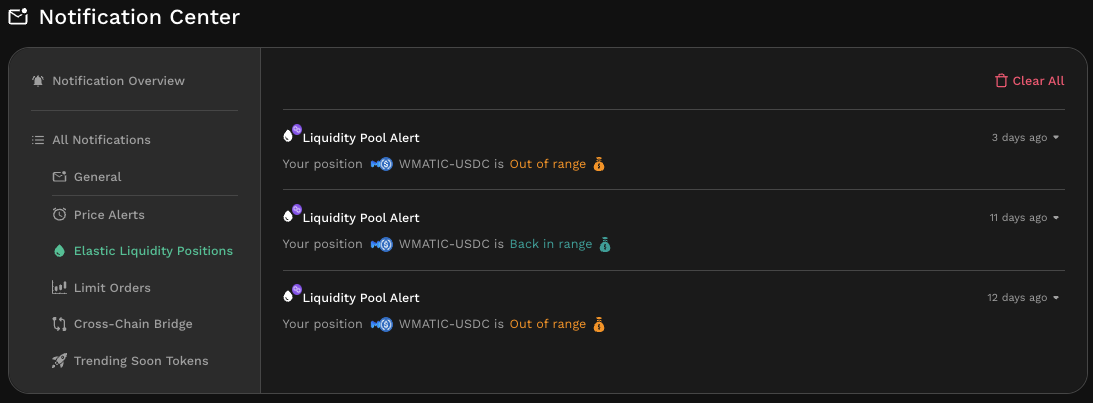 Notification Center
Notification Overview
All Notifications
General
Price Alerts
Elastic Liquidity Positions
Limit Orders
Cross-Chain Bridge
Trending Soon Tokens
Clear All
Liquidity Pool Alert 3 days ago
Your position WMATIC-USDC is Out of range
Liquidity Pool Alert 11 days ago
Your position WMATIC-USDC is Back in range
Liquidity Pool Alert 12 days ago
Your position WMATIC-USDC is Out of range